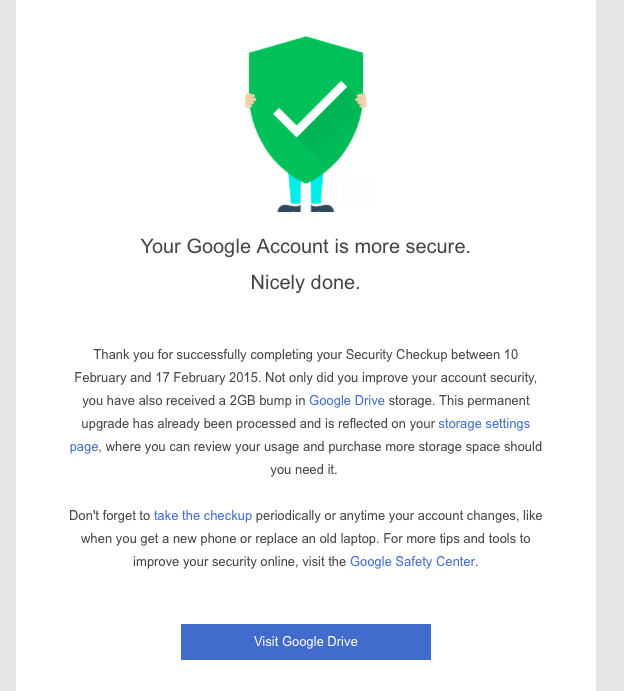 Your Google Account is more secure.
Nicely done.
Thank you for successfully completing your Security Checkup between 10
February and 17 February 2015. Not only did you improve your account security,
you have also received a 2GB bump in Google Drive storage. This permanent
upgrade has already been processed and is reflected on your storage settings
page, where you can review your usage and purchase more storage space should
you need it.
Don't forget to take the checkup periodically or anytime your account changes, like
when you get a new phone or replace an old laptop. For more tips and tools to
improve your security online, visit the Google Safety Center.
Visit Google Drive